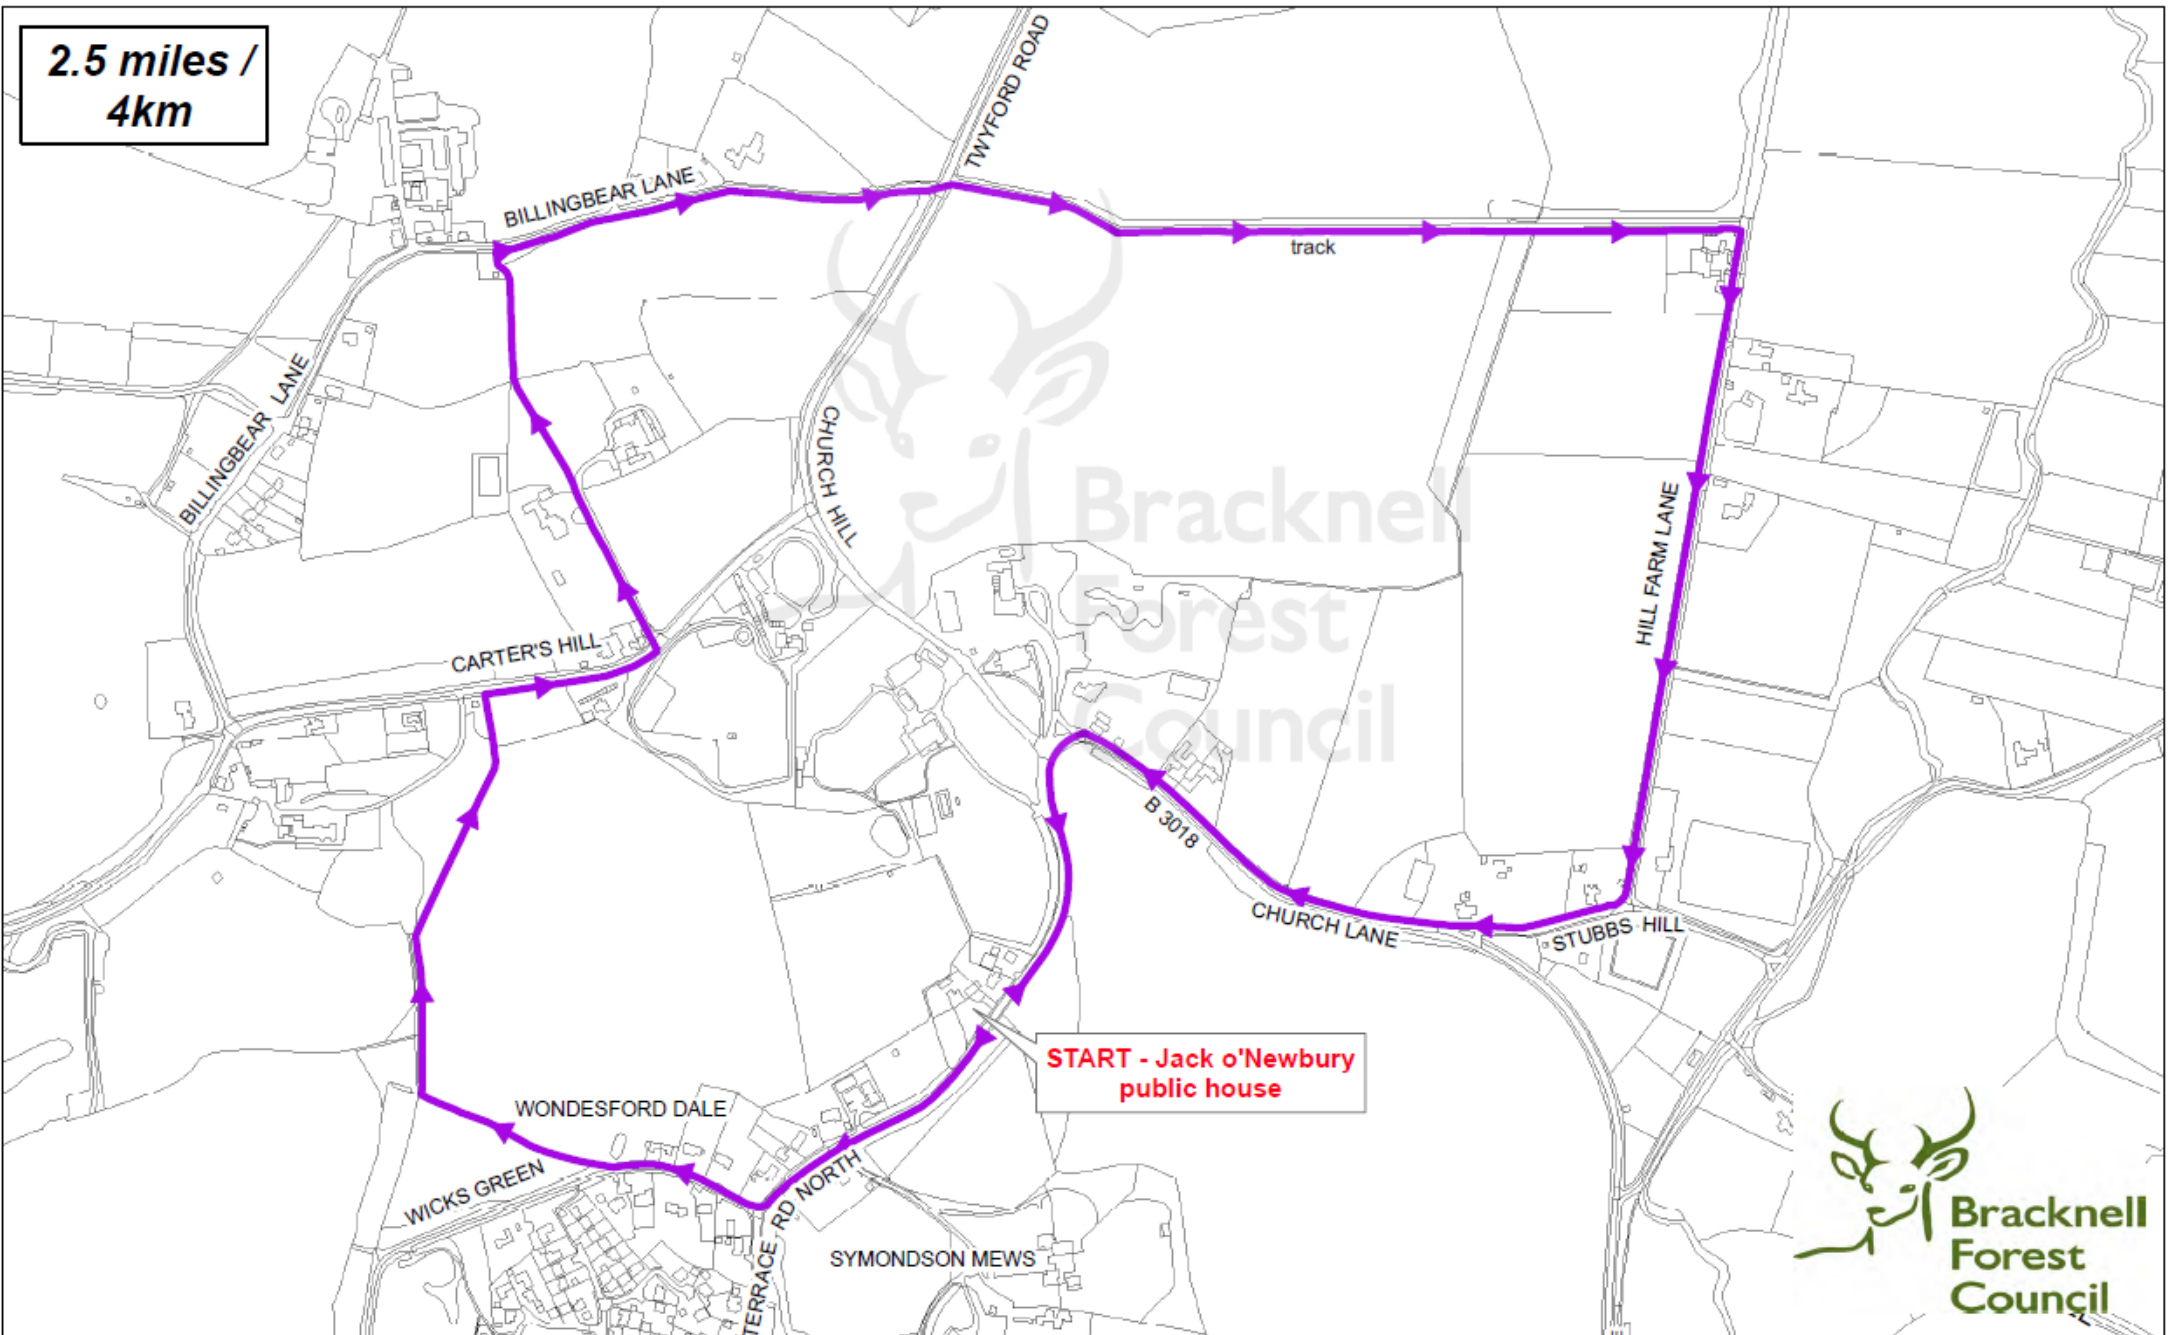 2.5 miles /
4km
TWYFORD ROAD
BILLINGBEAR LANE
track
BILLINGBEAR LANE
CHURCH HILL
Bracknell
Forest
Council
HILL FARM LANE
CARTER'S HILL
B 3018
CHURCH LANE
STUBBS HILL
START - Jack o'Newbury
public house
WONDESFORD DALE
WICKS GREEN
TERRACE RD NORTH
SYMONDSON MEWS
Bracknell
Forest
Council